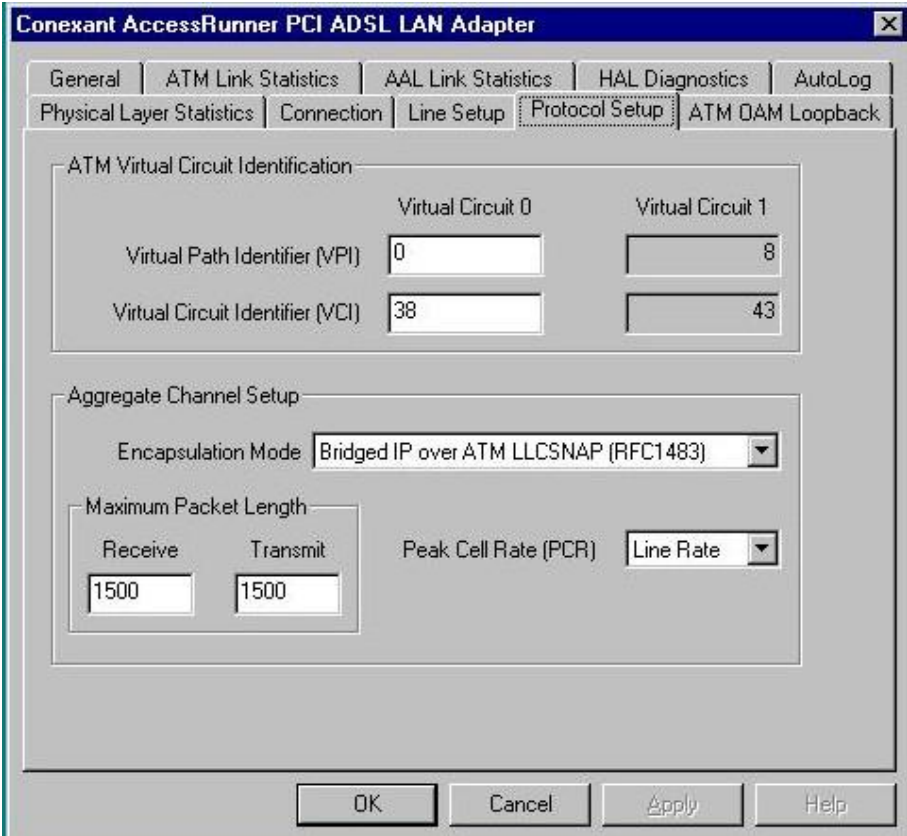 Conexant AccessRunner PCI ADSL LAN Adapter
General ATM Link Statistics AAL Link Statistics HAL Diagnostics AutoLog
Physical Layer Statistics Connection Line Setup Protocol Setup ATM OAM Loopback
ATM Virtual Circuit Identification
Virtual Circuit 0 Virtual Circuit 1
Virtual Path Identifier (VPI) 0 8
Virtual Circuit Identifier (VCI) 38 43
Aggregate Channel Setup
Encapsulation Mode Bridged IP over ATM LLCSNAP (RFC1483)
Maximum Packet Length
Receive Transmit Peak Cell Rate (PCR) Line Rate
1500 1500
OK Cancel Apply Help